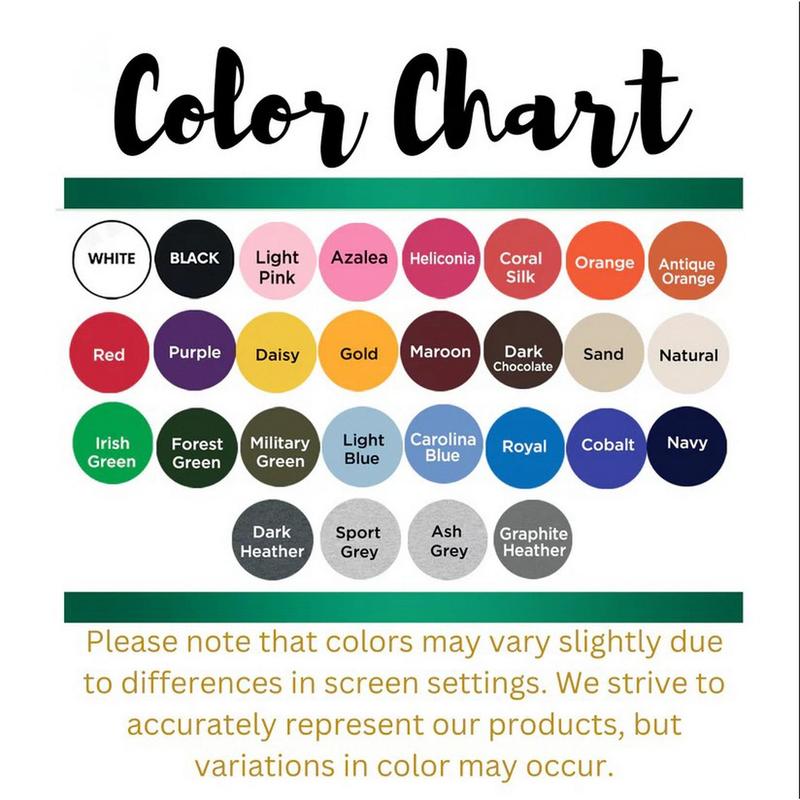 Color Chart
WHITE
BLACK
Light
Pink
Azalea
Heliconia
Coral
Silk
Orange
Antique
Orange
Red
Purple
Daisy
Gold
Maroon
Dark
Chocolate
Sand
Natural
Irish
Green
Forest
Green
Military
Green
Light
Blue
Carolina
Blue
Royal
Cobalt
Navy
Dark
Heather
Sport
Grey
Ash
Grey
Graphite
Heather
Please note that colors may vary slightly due
to differences in screen settings. We strive to
accurately represent our products, but
variations in color may occur.